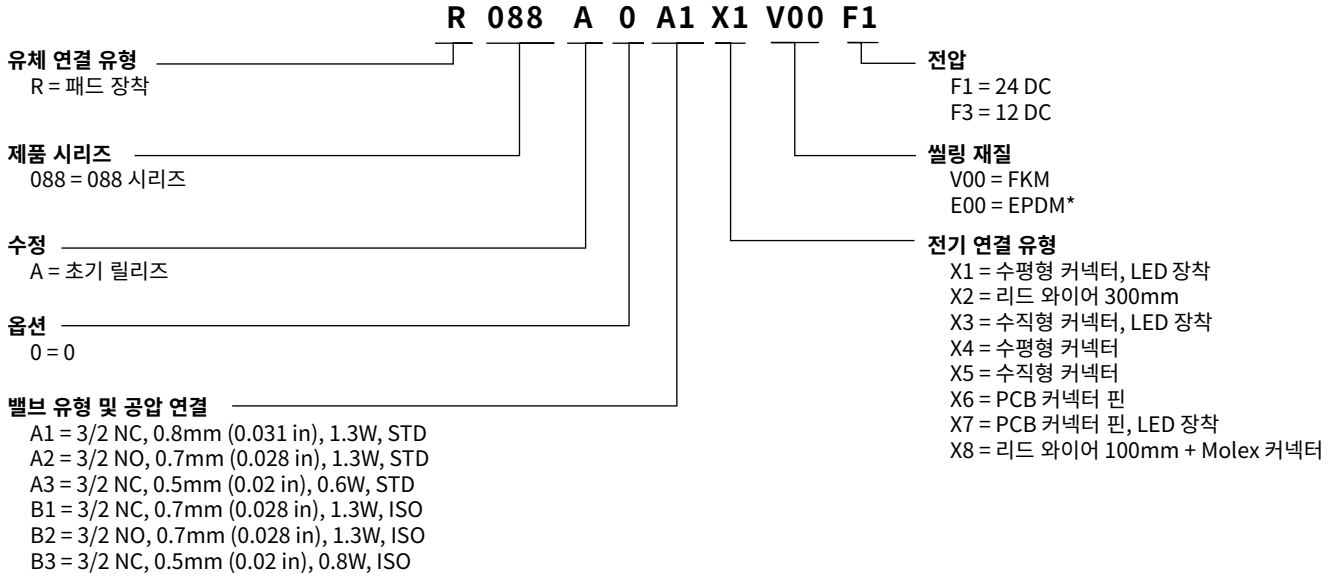 R 088 A 0 A1 X1 V00 F1
유체 연결 유형
R = 패드 장착
제품 시리즈
088 = 088 시리즈
수정
A = 초기 릴리즈
옵션
0 = 0
밸브 유형 및 공압 연결
A1 = 3/2 NC, 0.8mm (0.031 in), 1.3W, STD
A2 = 3/2 NO, 0.7mm (0.028 in), 1.3W, STD
A3 = 3/2 NC, 0.5mm (0.02 in), 0.6W, STD
B1 = 3/2 NC, 0.7mm (0.028 in), 1.3W, ISO
B2 = 3/2 NO, 0.7mm (0.028 in), 1.3W, ISO
B3 = 3/2 NC, 0.5mm (0.02 in), 0.8W, ISO
전압
F1 = 24 DC
F3 = 12 DC
씰링 재질
V00 = FKM
E00 = EPDM*
전기 연결 유형
X1 = 수평형 커넥터, LED 장착
X2 = 리드 와이어 300mm
X3 = 수직형 커넥터, LED 장착
X4 = 수평형 커넥터
X5 = 수직형 커넥터
X6 = PCB 커넥터 핀
X7 = PCB 커넥터 핀, LED 장착
X8 = 리드 와이어 100mm + Molex 커넥터